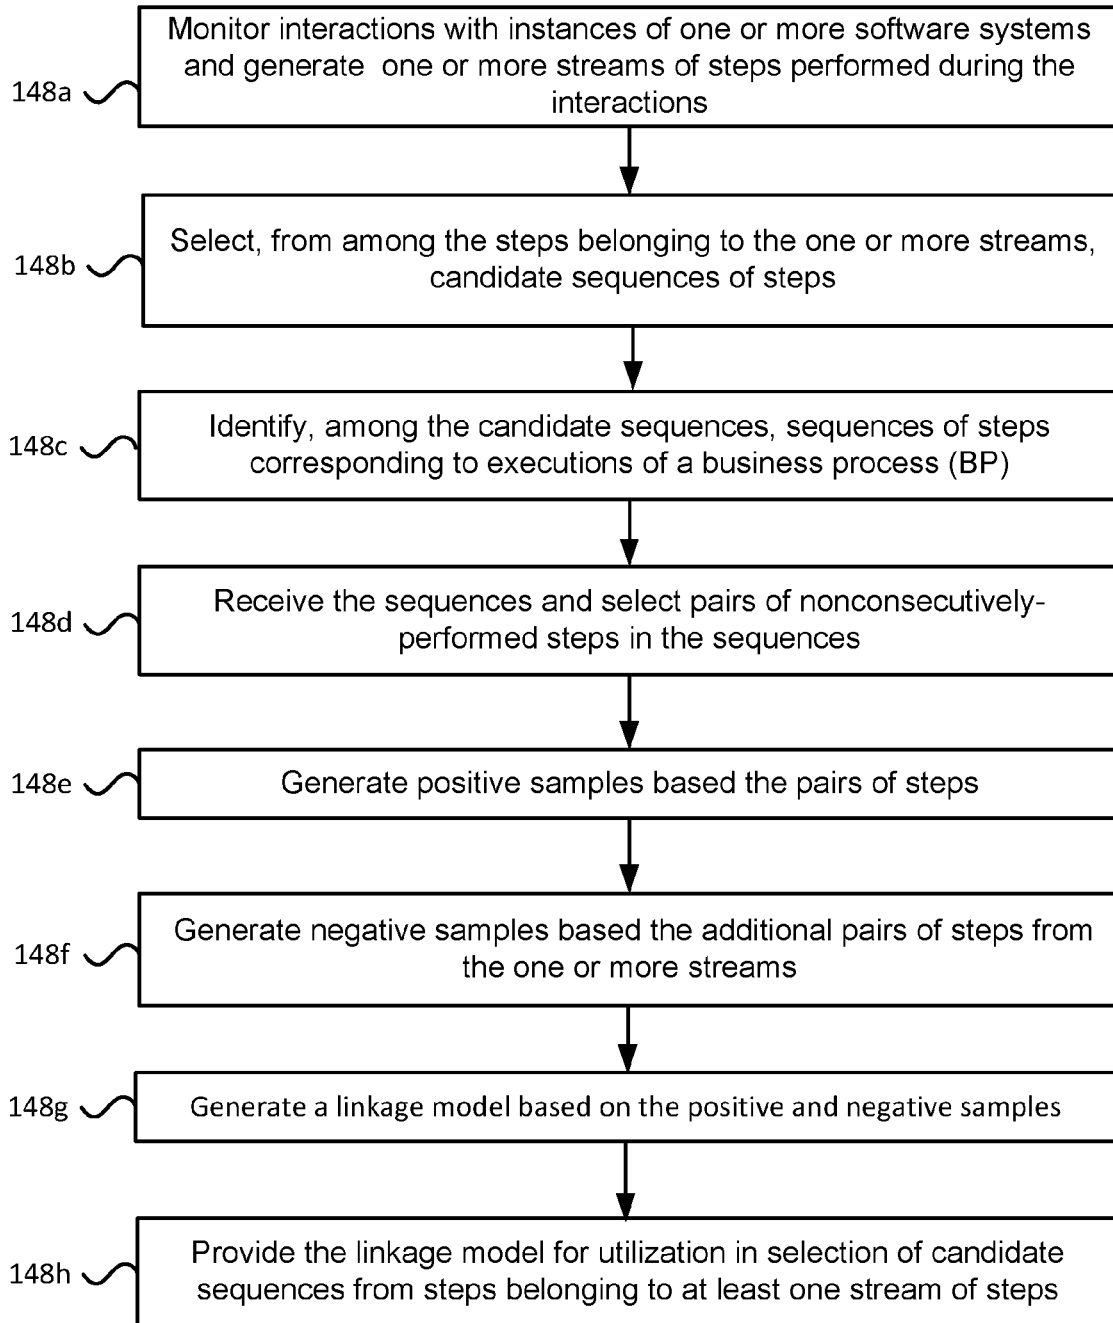 Monitor interactions with instances of one or more software systems
and generate one or more streams of steps performed during the
interactions
148a
Select, from among the steps belonging to the one or more streams,
candidate sequences of steps
148b
Identify, among the candidate sequences, sequences of steps
corresponding to executions of a business process (BP)
148c
Receive the sequences and select pairs of nonconsecutively-
performed steps in the sequences
148d
Generate positive samples based the pairs of steps
148e
Generate negative samples based the additional pairs of steps from
the one or more streams
148f
Generate a linkage model based on the positive and negative samples
148g
Provide the linkage model for utilization in selection of candidate
sequences from steps belonging to at least one stream of steps
148h